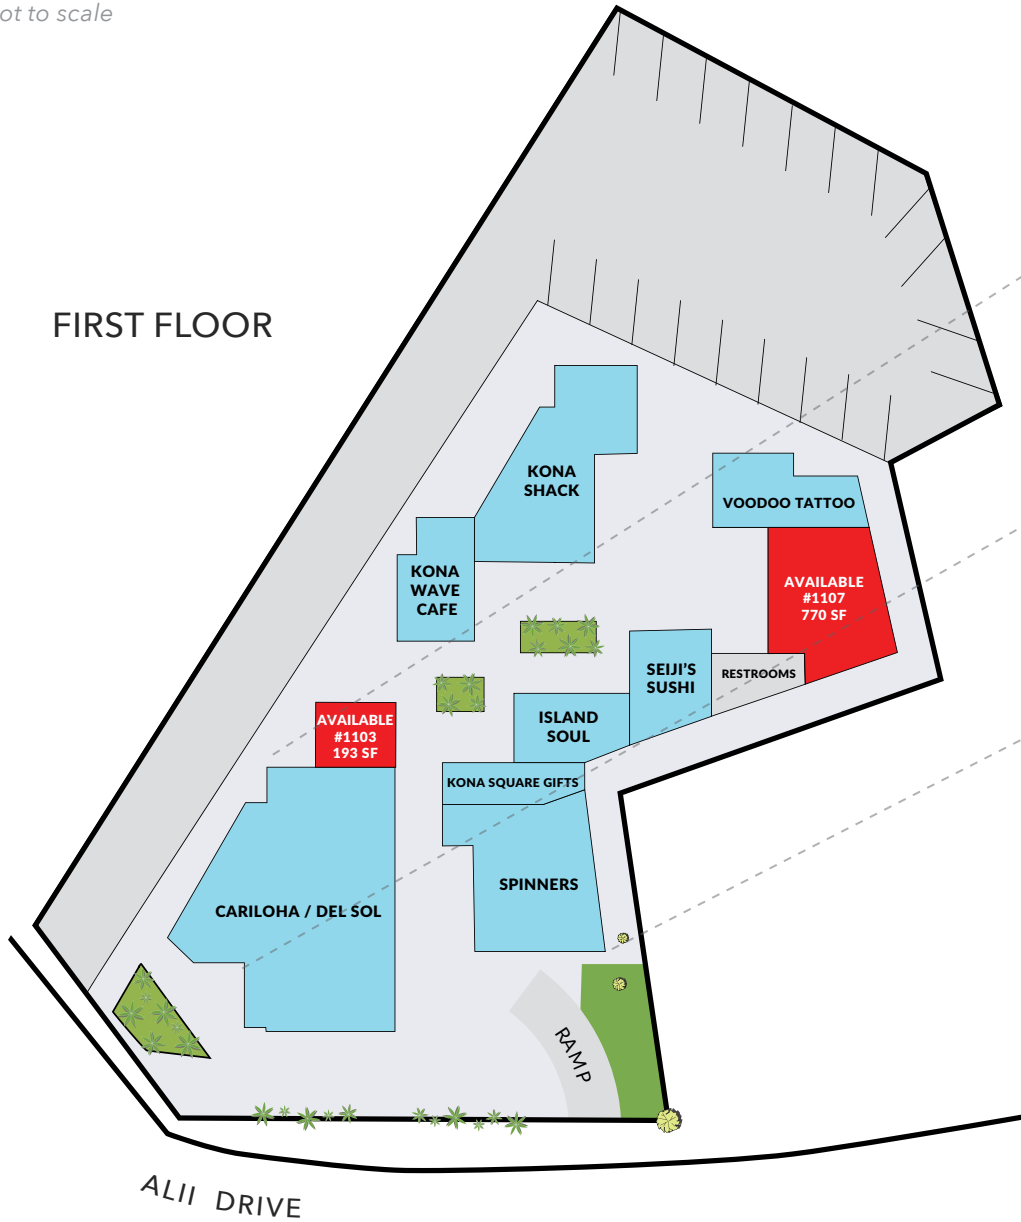 ot to scale
FIRST FLOOR
KONA
SHACK
VOODOO TATTOO
KONA
WAVE
CAFE
AVAILABLE
#1107
770 SF
SEIJI'S
SUSHI
RESTROOMS
AVAILABLE
#1103
193 SF
ISLAND
SOUL
KONA SQUARE GIFTS
SPINNERS
CARILOHA / DEL SOL
RAMP
ALII DRIVE